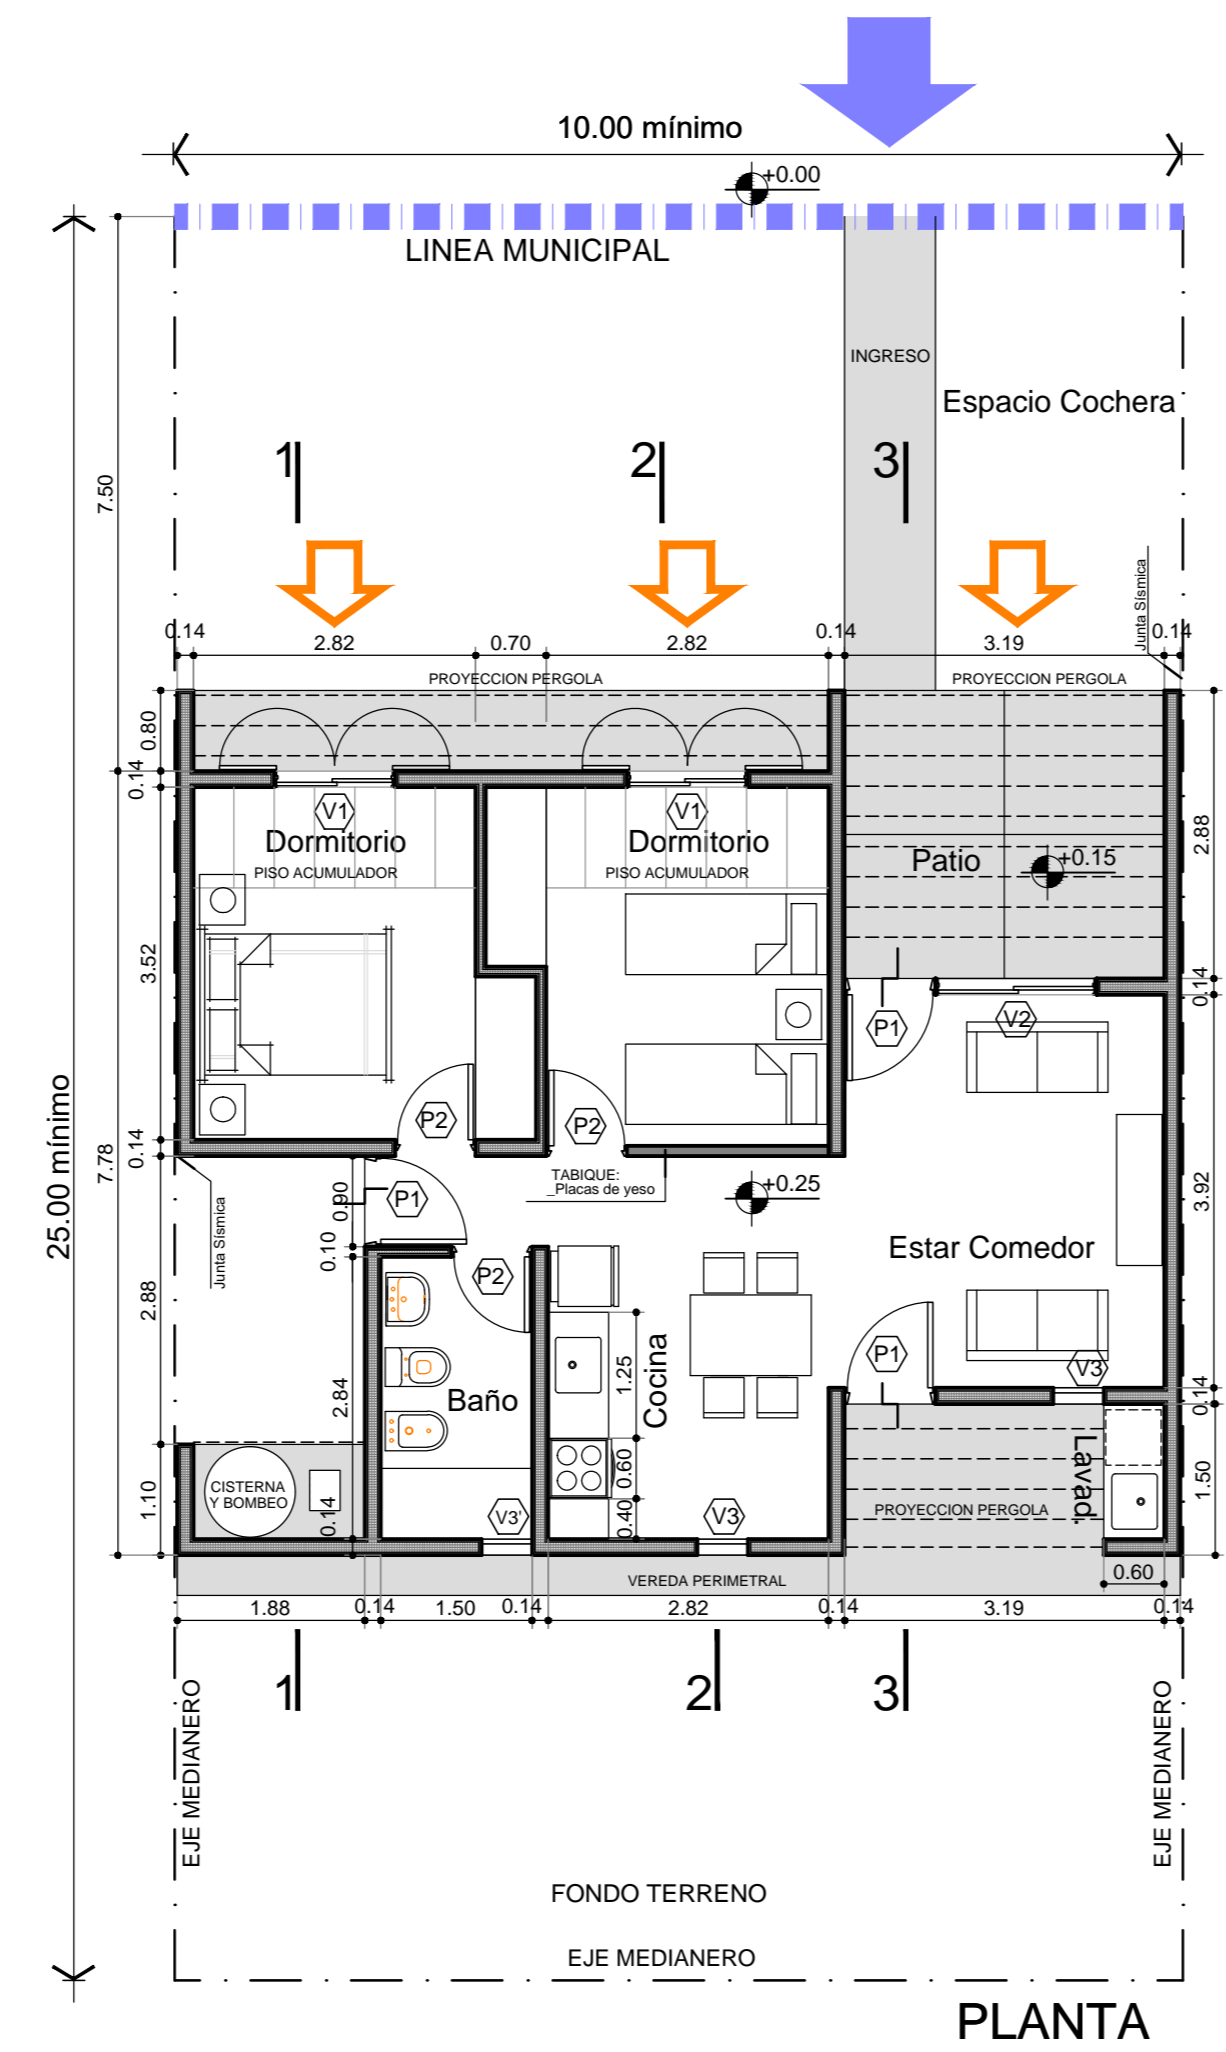 10.00 mínimo
+0.00
LINEA MUNICIPAL
INGRESO
Espacio Cochera
1
2
3
7.50
Junta Sísmica
0.14
2.82
0.70
2.82
0.14
3.19
0.14
PROYECCION PERGOLA
PROYECCION PERGOLA
0.80
0.14
V1
V1
Dormitorio
Dormitorio
PISO ACUMULADOR
PISO ACUMULADOR
Patio
+0.15
2.88
3.52
0.14
P1
V2
25.00 mínimo
7.78
0.14
P2
P2
TABIQUE:
_Placas de yeso
P1
0.90
0.10
+0.25
3.92
Junta Sísmica
Estar Comedor
P2
2.88
1.25
Cocina
P1
V3
2.84
Baño
0.14
Lavad.
CISTERNA
Y BOMBEO
1.10
0.14
0.60
0.40
V3'
V3
PROYECCION PERGOLA
1.50
VEREDA PERIMETRAL
0.60
1.88
0.14
1.50
0.14
2.82
0.14
3.19
0.14
1
2
3
EJE MEDIANERO
EJE MEDIANERO
FONDO TERRENO
EJE MEDIANERO
PLANTA